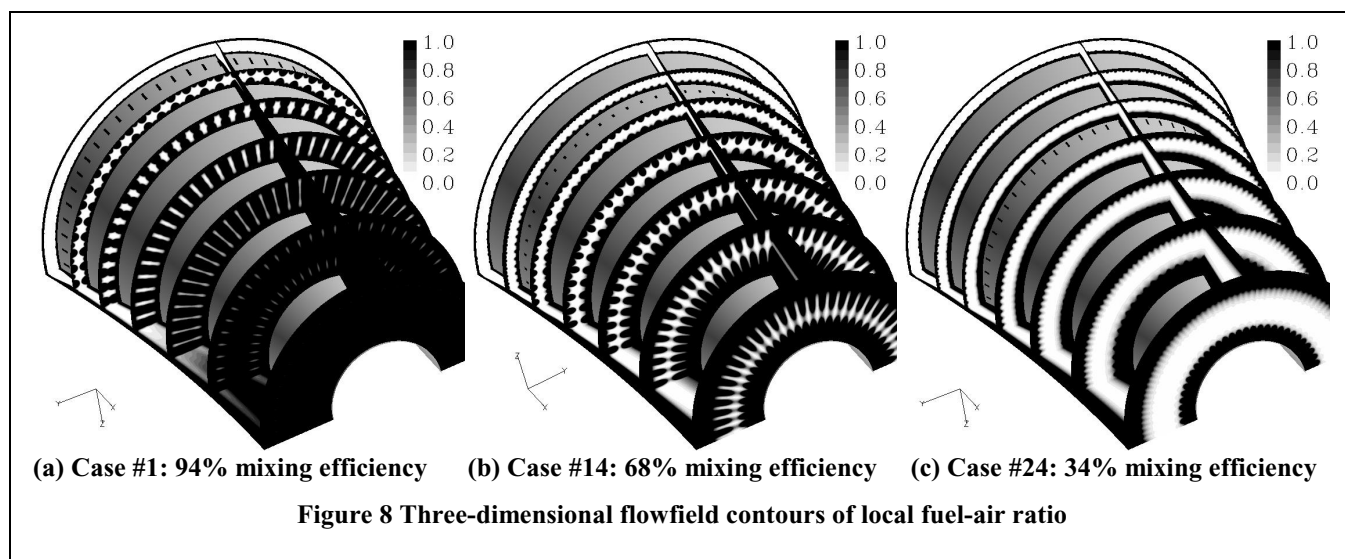 1.0
0.8
0.6
0.4
0.2
0.0
Y
X
Z
(a) Case #1: 94% mixing efficiency
1.0
0.8
0.6
0.4
0.2
0.0
Z
Y
X
(b) Case #14: 68% mixing efficiency
1.0
0.8
0.6
0.4
0.2
0.0
Y
X
Z
(c) Case #24: 34% mixing efficiency
Figure 8 Three-dimensional flowfield contours of local fuel-air ratio